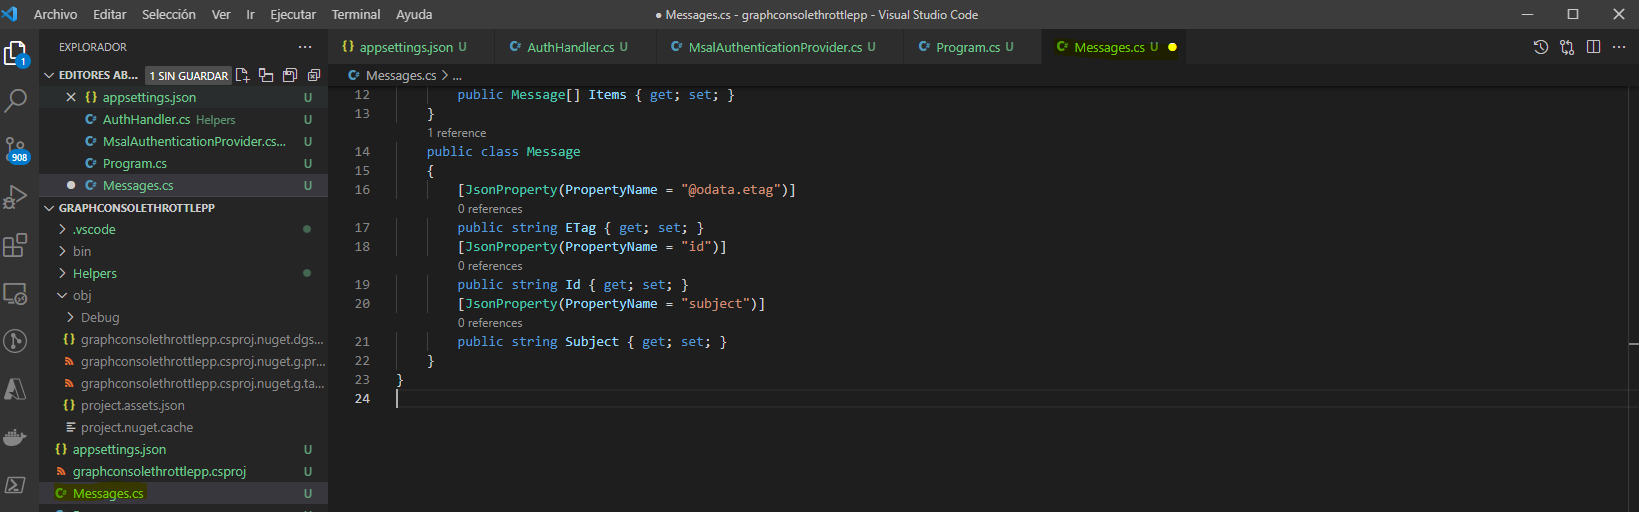 Archivo Editar Selección Ver Ir Ejecutar Terminal Ayuda ● Messages.cs - graphconsolethrottlepp - Visual Studio Code
EXPLORADOR ...
EDITORES AB... 1 SIN GUARDAR
{} appsettings.json U
C# AuthHandler.cs Helpers U
C# MsalAuthenticationProvider.cs... U
C# Program.cs U
● C# Messages.cs U
GRAPHCONSOLETHROTTLEPP
> .vscode
> bin
> Helpers
obj
> Debug
{} graphconsolethrottlepp.csproj.nuget.dgs...
graphconsolethrottlepp.csproj.nuget.g.pr...
graphconsolethrottlepp.csproj.nuget.g.ta...
{} project.assets.json
project.nuget.cache
{} appsettings.json U
graphconsolethrottlepp.csproj U
C# Messages.cs U
1
908
{} appsettings.json U C# AuthHandler.cs U C# MsalAuthenticationProvider.cs U C# Program.cs U C# Messages.cs U ●
C# Messages.cs > ...
12 public Message[] Items { get; set; }
13 }
1 reference
14 public class Message
15 {
16 [JsonProperty(PropertyName = "@odata.etag")]
0 references
17 public string ETag { get; set; }
18 [JsonProperty(PropertyName = "id")]
0 references
19 public string Id { get; set; }
20 [JsonProperty(PropertyName = "subject")]
0 references
21 public string Subject { get; set; }
22 }
23 }
24